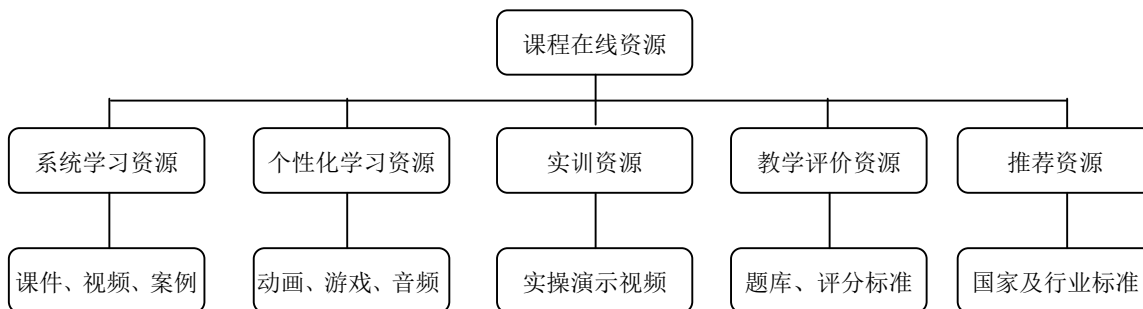 课程在线资源
系统学习资源
个性化学习资源
实训资源
教学评价资源
推荐资源
课件、视频、案例
动画、游戏、音频
实操演示视频
题库、评分标准
国家及行业标准